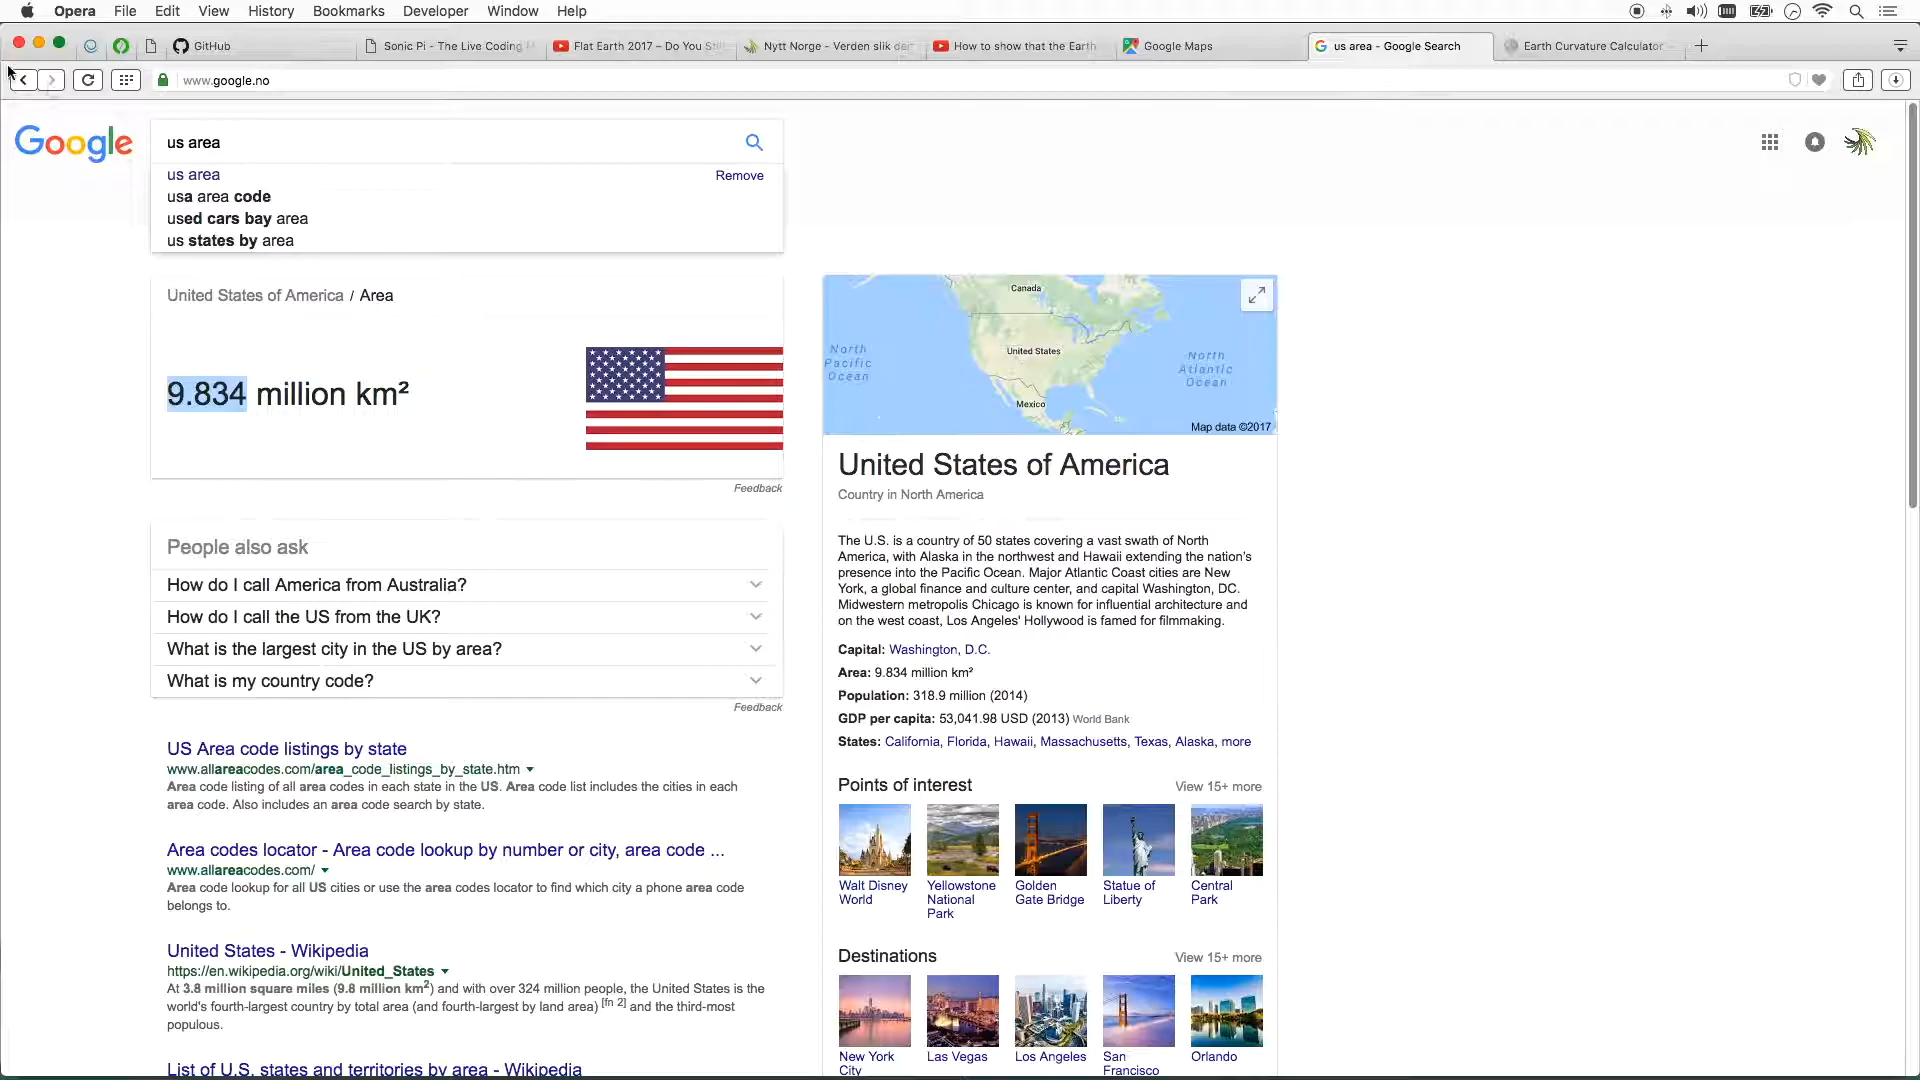 Opera File Edit View History Bookmarks Developer Window Help
GitHub
Sonic Pi - The Live Coding
Flat Earth 2017 – Do You Still
Nytt Norge - Verden slik den
How to show that the Earth
Google Maps
us area - Google Search
Earth Curvature Calculator
www.google.no
Google
us area
us area
Remove
usa area code
used cars bay area
us states by area
United States of America / Area
9.834 million km²
Feedback
People also ask
How do I call America from Australia?
How do I call the US from the UK?
What is the largest city in the US by area?
What is my country code?
Feedback
US Area code listings by state
www.allareacodes.com/area_code_listings_by_state.htm
Area code listing of all area codes in each state in the US. Area code list includes the cities in each
area code. Also includes an area code search by state.
Area codes locator - Area code lookup by number or city, area code ...
www.allareacodes.com/
Area code lookup for all US cities or use the area codes locator to find which city a phone area code
belongs to.
United States - Wikipedia
https://en.wikipedia.org/wiki/United_States
At 3.8 million square miles (9.8 million km²) and with over 324 million people, the United States is the
world's fourth-largest country by total area (and fourth-largest by land area) [fn 2] and the third-most
populous.
List of U.S. states and territories by area - Wikipedia
Canada
North
Pacific
Ocean
United States
North
Atlantic
Ocean
Mexico
Map data ©2017
United States of America
Country in North America
The U.S. is a country of 50 states covering a vast swath of North
America, with Alaska in the northwest and Hawaii extending the nation's
presence into the Pacific Ocean. Major Atlantic Coast cities are New
York, a global finance and culture center, and capital Washington, DC.
Midwestern metropolis Chicago is known for influential architecture and
on the west coast, Los Angeles' Hollywood is famed for filmmaking.
Capital: Washington, D.C.
Area: 9.834 million km²
Population: 318.9 million (2014)
GDP per capita: 53,041.98 USD (2013) World Bank
States: California, Florida, Hawaii, Massachusetts, Texas, Alaska, more
Points of interest
View 15+ more
Walt Disney
World
Yellowstone
National
Park
Golden
Gate Bridge
Statue of
Liberty
Central
Park
Destinations
View 15+ more
New York
City
Las Vegas
Los Angeles
San
Francisco
Orlando